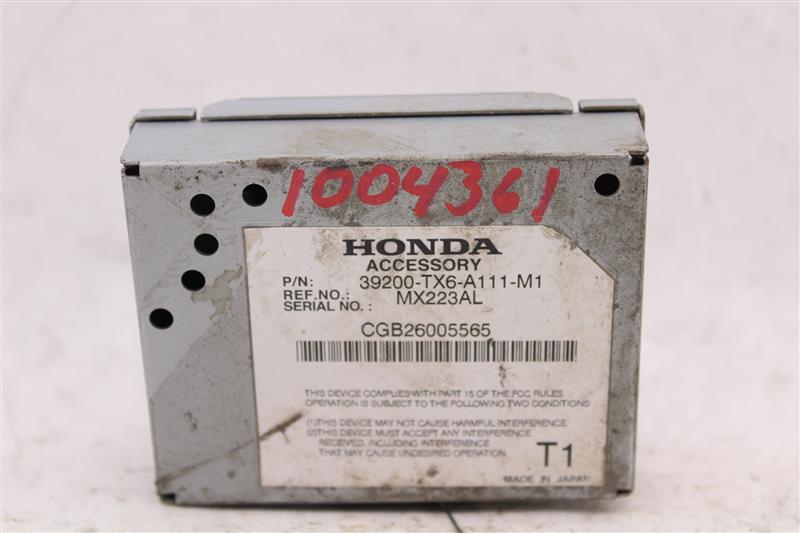 1004361
HONDA
ACCESSORY
P/N: 39200-TX6-A111-M1
REF.NO.: MX223AL
SERIAL NO. :
CGB26005565
THIS DEVICE COMPLIES WITH PART 15 OF THE FCC RULES
OPERATION IS SUBJECT TO THE FOLLOWING TWO CONDITIONS
(1)THIS DEVICE MAY NOT CAUSE HARMFUL INTERFERENCE
(2)THIS DEVICE MUST ACCEPT ANY INTERFERENCE
RECEIVED, INCLUDING INTERFERENCE
THAT MAY CAUSE UNDESIRED OPERATION
T1
MADE IN JAPAN